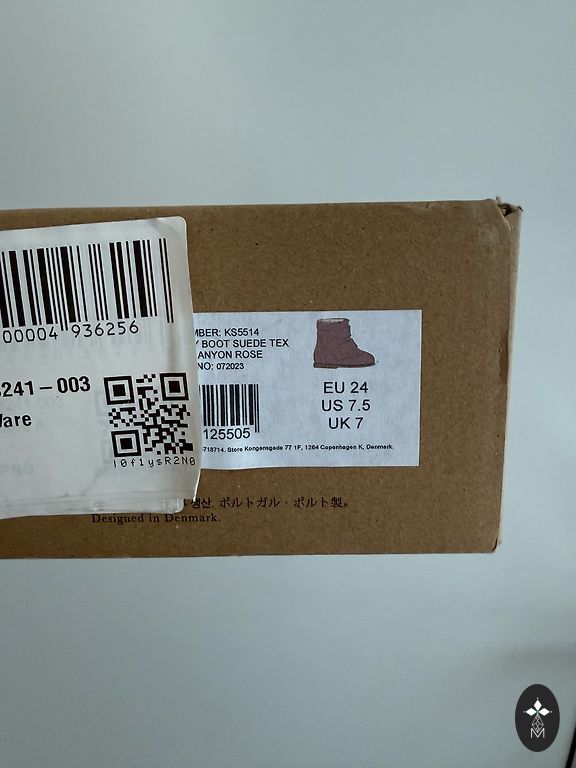 00004 936256
241-003
Ware
10f1ysR2N0
MBER: KS5514
Y BOOT SUEDE TEX
ANYON ROSE
NO: 072023
125505
EU 24
US 7.5
UK 7
718714, Store Kongensgade 77 1F, 1264 Copenhagen K, Denmark.
생산. ポルトガル・ポルト製。
Designed in Denmark.
M